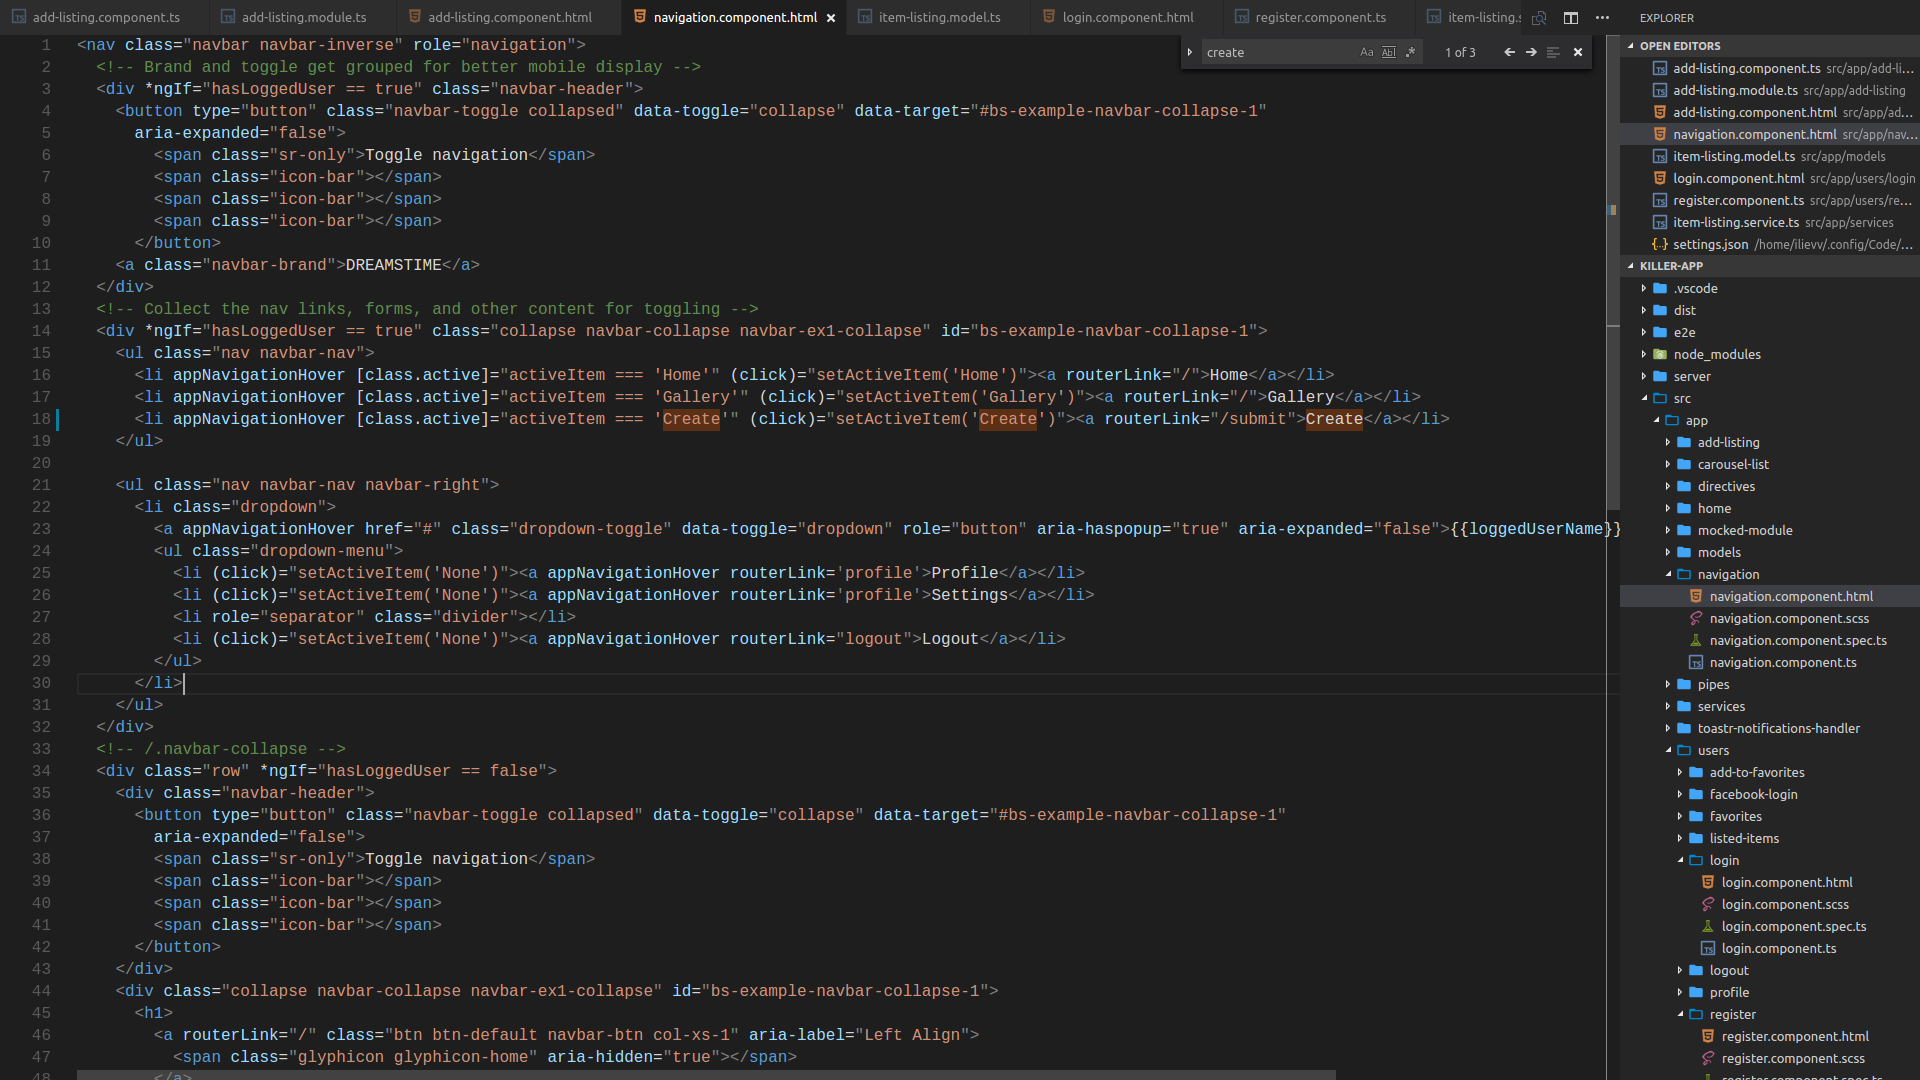 add-listing.component.ts
add-listing.module.ts
add-listing.component.html
navigation.component.html
item-listing.model.ts
login.component.html
register.component.ts
item-listing.s
create
Aa
Abl
.*
1 of 3
1 <nav class="navbar navbar-inverse" role="navigation">
2 <!-- Brand and toggle get grouped for better mobile display -->
3 <div *ngIf="hasLoggedUser == true" class="navbar-header">
4 <button type="button" class="navbar-toggle collapsed" data-toggle="collapse" data-target="#bs-example-navbar-collapse-1"
5 aria-expanded="false">
6 <span class="sr-only">Toggle navigation</span>
7 <span class="icon-bar"></span>
8 <span class="icon-bar"></span>
9 <span class="icon-bar"></span>
10 </button>
11 <a class="navbar-brand">DREAMSTIME</a>
12 </div>
13 <!-- Collect the nav links, forms, and other content for toggling -->
14 <div *ngIf="hasLoggedUser == true" class="collapse navbar-collapse navbar-ex1-collapse" id="bs-example-navbar-collapse-1">
15 <ul class="nav navbar-nav">
16 <li appNavigationHover [class.active]="activeItem === 'Home'" (click)="setActiveItem('Home')"><a routerLink="/">Home</a></li>
17 <li appNavigationHover [class.active]="activeItem === 'Gallery'" (click)="setActiveItem('Gallery')"><a routerLink="/">Gallery</a></li>
18 <li appNavigationHover [class.active]="activeItem === 'Create'" (click)="setActiveItem('Create')"><a routerLink="/submit">Create</a></li>
19 </ul>
20
21 <ul class="nav navbar-nav navbar-right">
22 <li class="dropdown">
23 <a appNavigationHover href="#" class="dropdown-toggle" data-toggle="dropdown" role="button" aria-haspopup="true" aria-expanded="false">{{loggedUserName}}
24 <ul class="dropdown-menu">
25 <li (click)="setActiveItem('None')"><a appNavigationHover routerLink='profile'>Profile</a></li>
26 <li (click)="setActiveItem('None')"><a appNavigationHover routerLink='profile'>Settings</a></li>
27 <li role="separator" class="divider"></li>
28 <li (click)="setActiveItem('None')"><a appNavigationHover routerLink="logout">Logout</a></li>
29 </ul>
30 </li>
31 </ul>
32 </div>
33 <!-- /.navbar-collapse -->
34 <div class="row" *ngIf="hasLoggedUser == false">
35 <div class="navbar-header">
36 <button type="button" class="navbar-toggle collapsed" data-toggle="collapse" data-target="#bs-example-navbar-collapse-1"
37 aria-expanded="false">
38 <span class="sr-only">Toggle navigation</span>
39 <span class="icon-bar"></span>
40 <span class="icon-bar"></span>
41 <span class="icon-bar"></span>
42 </button>
43 </div>
44 <div class="collapse navbar-collapse navbar-ex1-collapse" id="bs-example-navbar-collapse-1">
45 <h1>
46 <a routerLink="/" class="btn btn-default navbar-btn col-xs-1" aria-label="Left Align">
47 <span class="glyphicon glyphicon-home" aria-hidden="true"></span>
48 </a>
EXPLORER
OPEN EDITORS
add-listing.component.ts src/app/add-li...
add-listing.module.ts src/app/add-listing
add-listing.component.html src/app/ad...
navigation.component.html src/app/nav...
item-listing.model.ts src/app/models
login.component.html src/app/users/login
register.component.ts src/app/users/re...
item-listing.service.ts src/app/services
{..} settings.json /home/ilievv/.config/Code/...
KILLER-APP
.vscode
dist
e2e
node_modules
server
src
app
add-listing
carousel-list
directives
home
mocked-module
models
navigation
navigation.component.html
navigation.component.scss
navigation.component.spec.ts
navigation.component.ts
pipes
services
toastr-notifications-handler
users
add-to-favorites
facebook-login
favorites
listed-items
login
login.component.html
login.component.scss
login.component.spec.ts
login.component.ts
logout
profile
register
register.component.html
register.component.scss
register.component.spec.ts